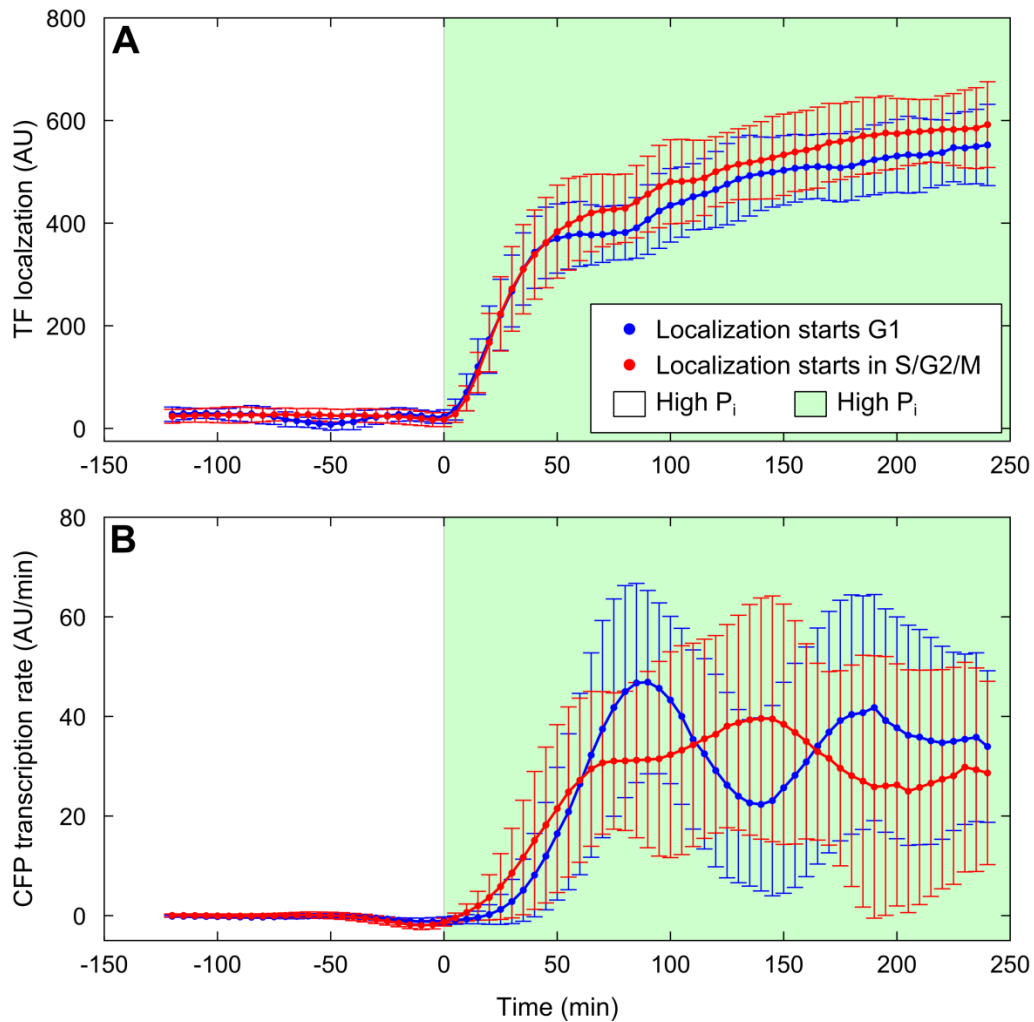 A
TF localzation (AU)
800
600
400
200
0
-150 -100 -50 0 50 100 150 200 250
Localization starts G1
Localization starts in S/G2/M
High Pi High Pi
B
CFP transcription rate (AU/min)
80
60
40
20
0
-150 -100 -50 0 50 100 150 200 250
Time (min)